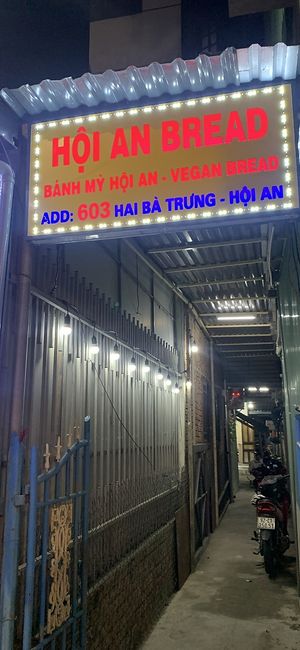 HỘI AN BREAD
BÁNH MỲ HỘI AN - VEGAN BREAD
ADD: 603 HAi BÀ TRƯNG - HỘI AN